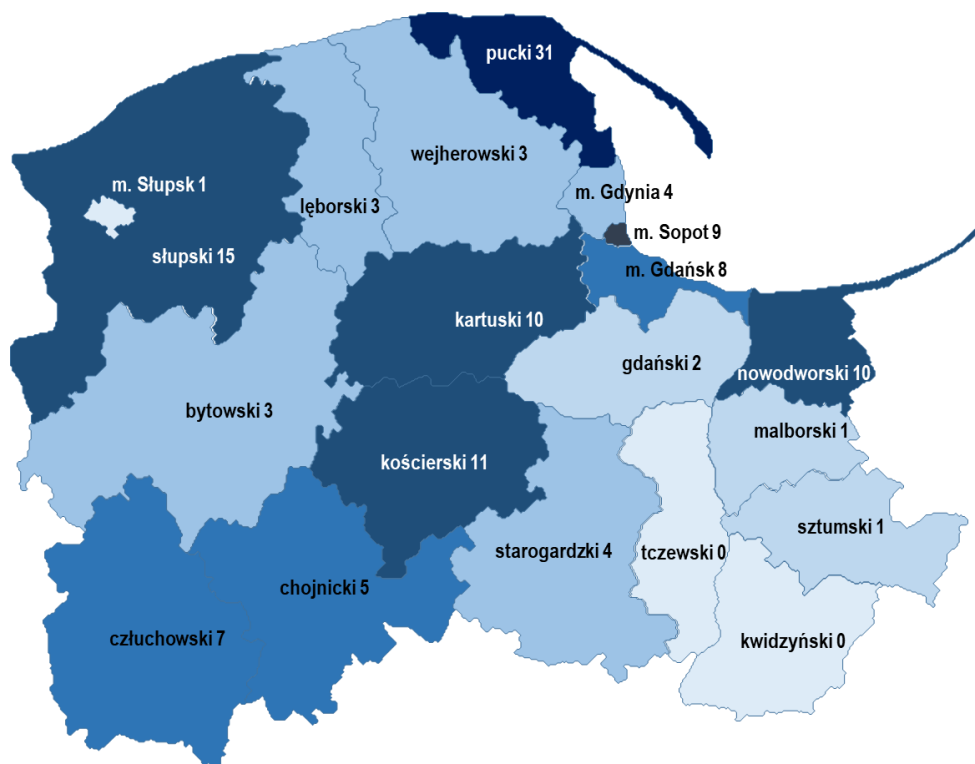 pucki 31
wejherowski 3
m. Słupsk 1
m. Gdynia 4
lęborski 3
m. Sopot 9
słupski 15
m. Gdańsk 8
kartuski 10
gdański 2
nowodworski 10
bytowski 3
malborski 1
kościerski 11
sztumski 1
starogardzki 4
tczewski 0
chojnicki 5
człuchowski 7
kwidzyński 0